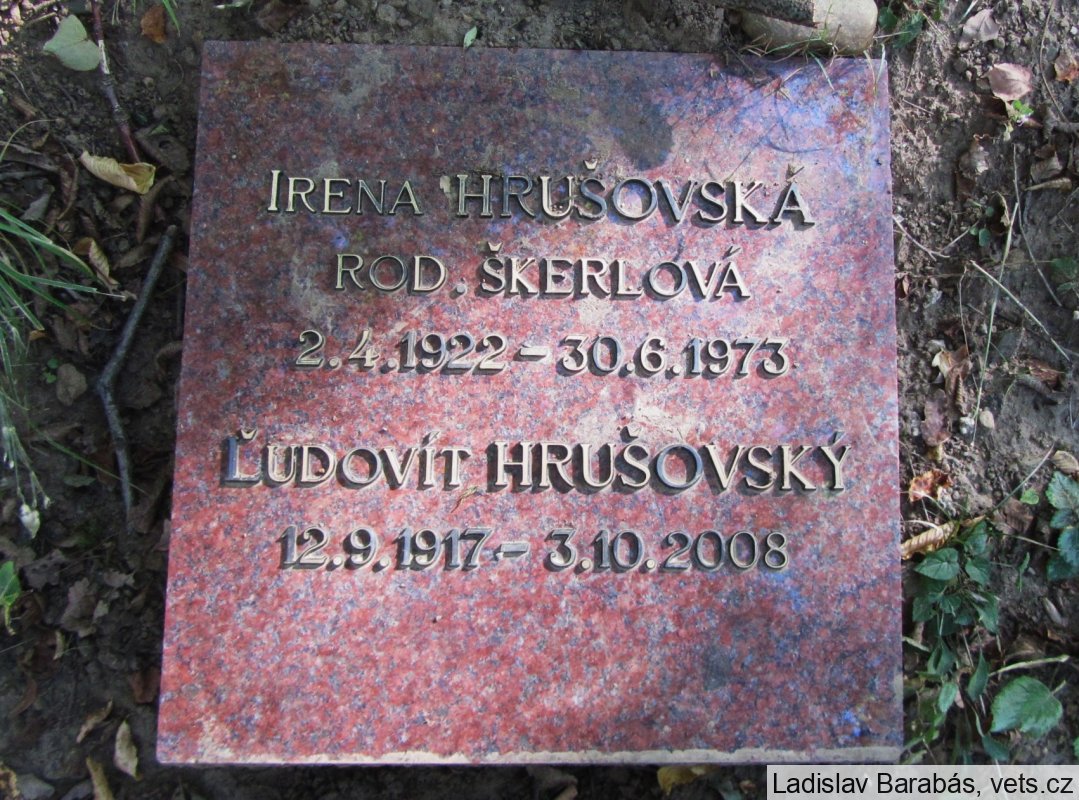 IRENA HRUŠOVSKÁ
ROD. ŠKERLOVÁ
2.4.1922 – 30.6.1973
ĽUDOVÍT HRUŠOVSKÝ
12.9.1917 – 3.10.2008
Ladislav Barabás, vets.cz